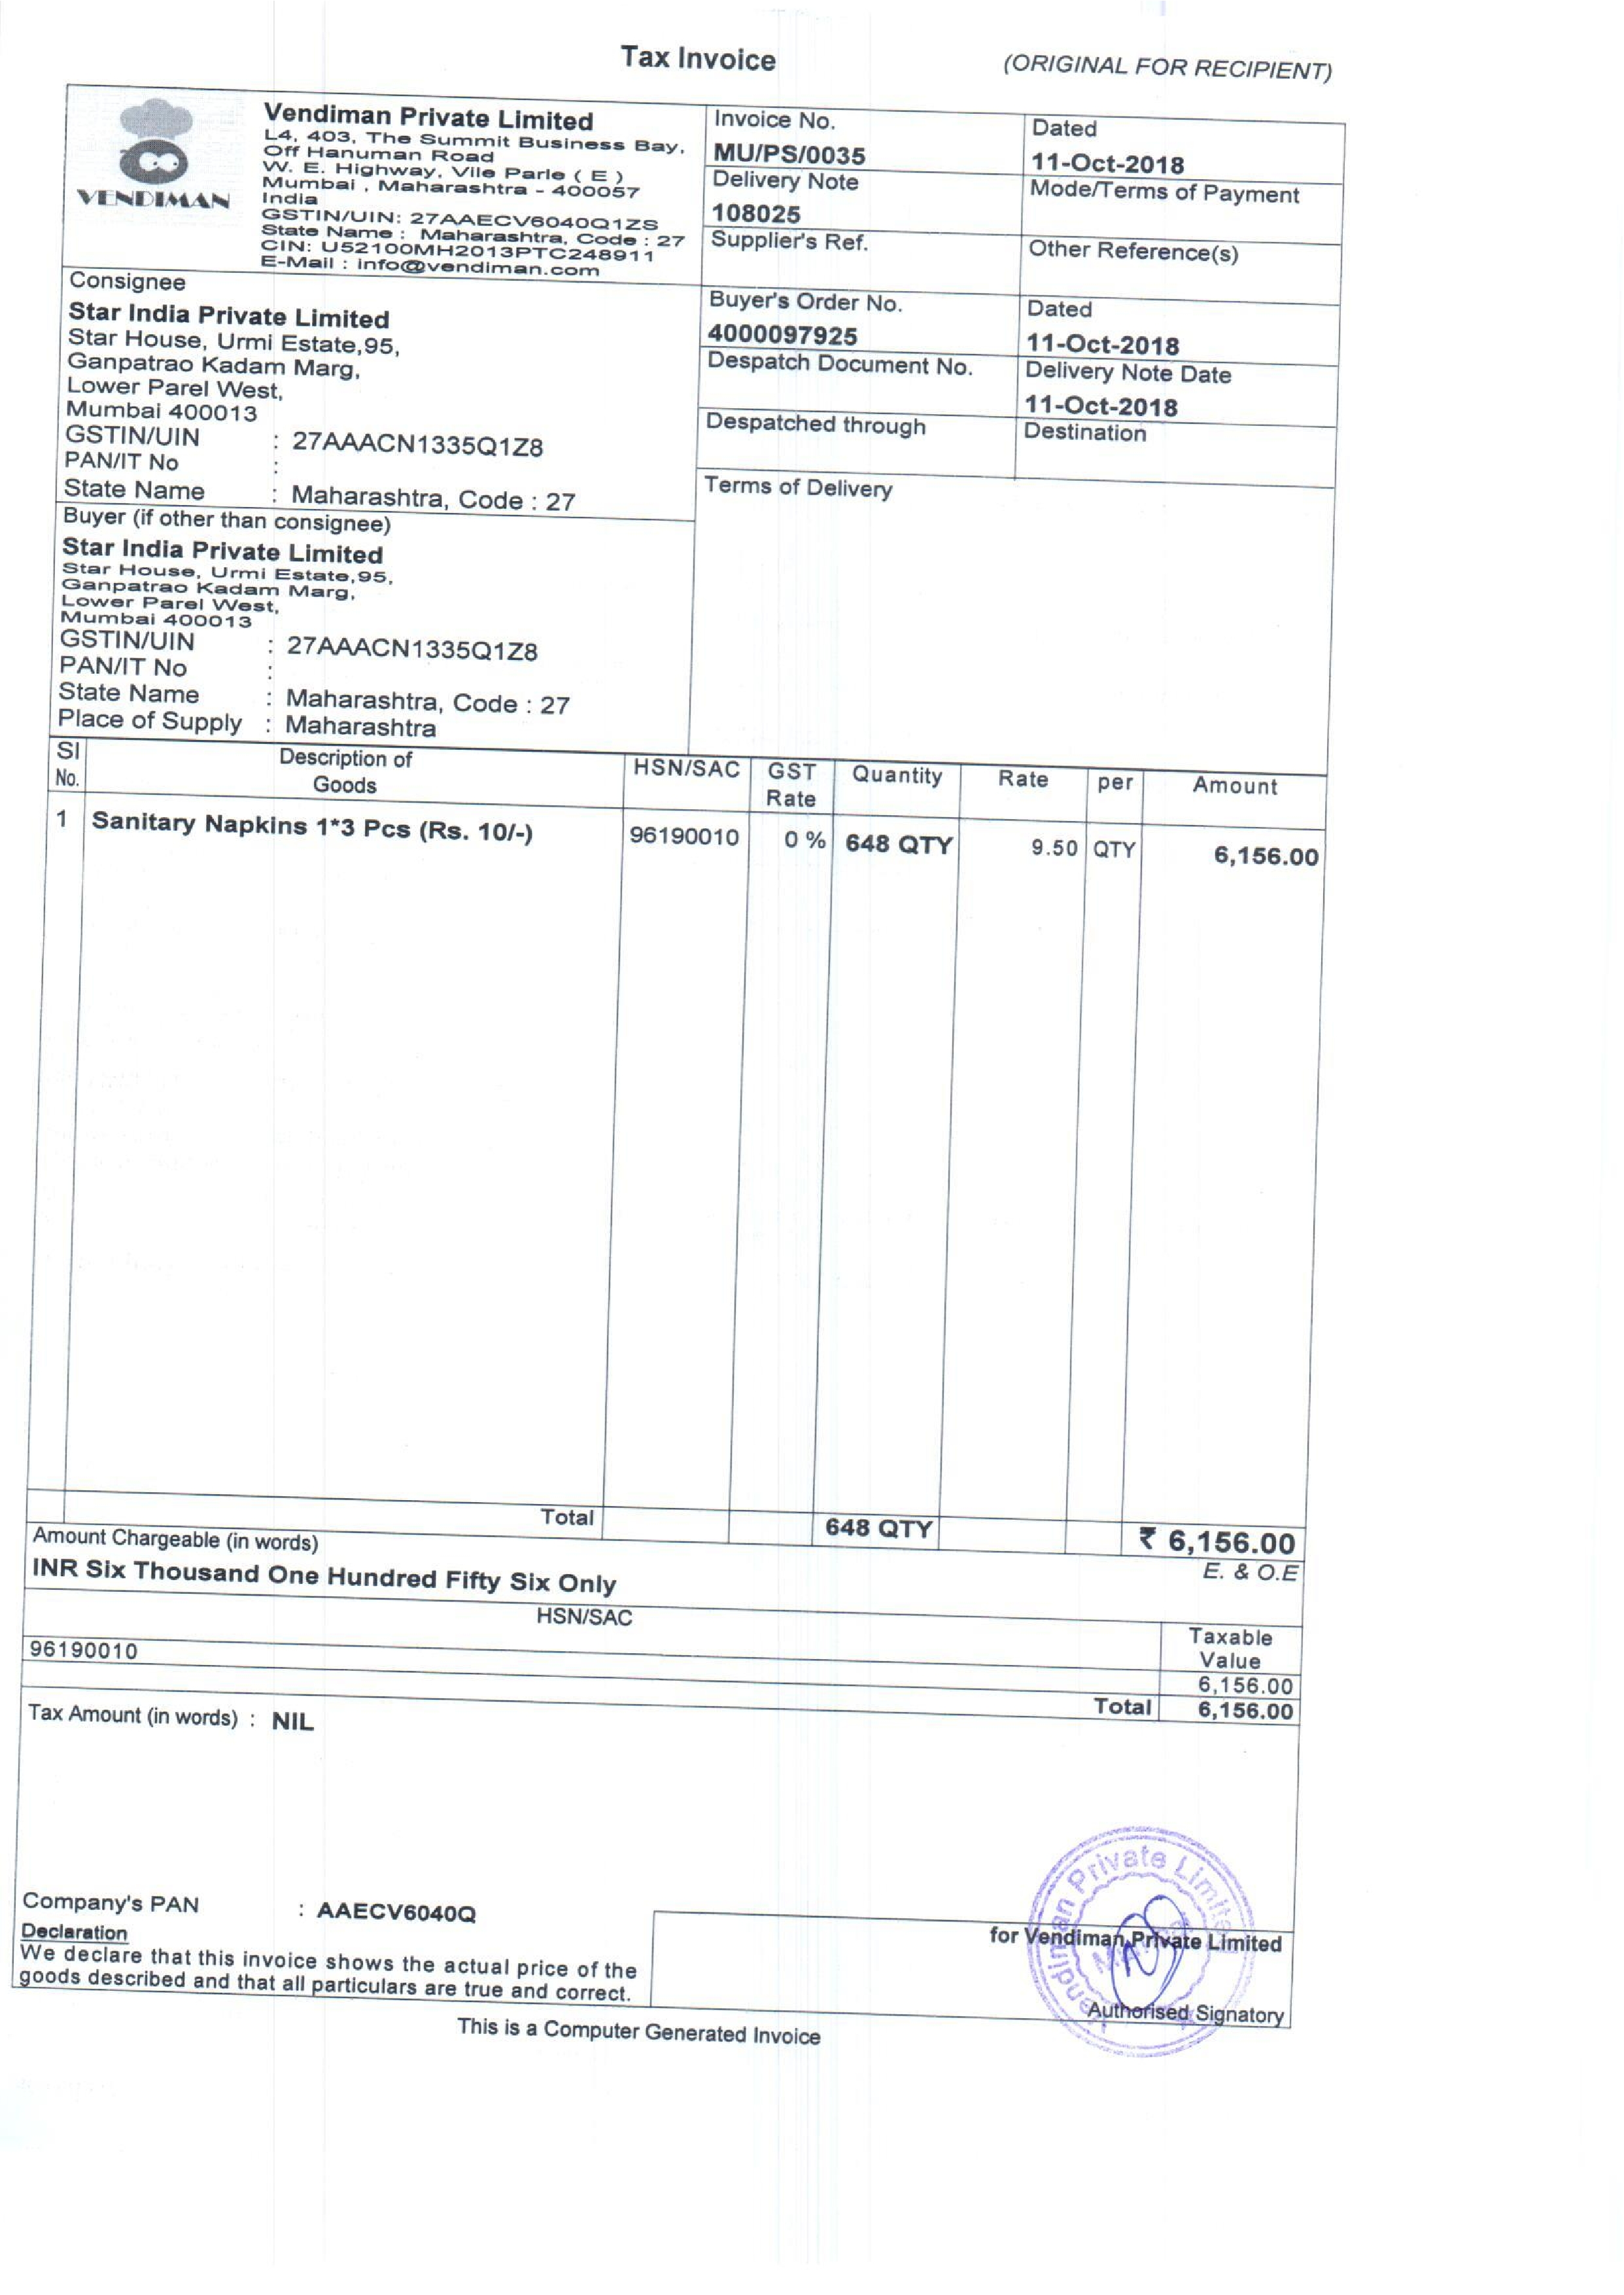 Tax Invoice
(ORIGINAL FOR RECIPIENT)
VENDIMAN
Vendiman Private Limited
L4, 403, The Summit Business Bay,
Off Hanuman Road
W. E. Highway, Vile Parle ( E )
Mumbai , Maharashtra - 400057
India
GSTIN/UIN: 27AAECV6040Q1ZS
State Name : Maharashtra, Code : 27
CIN: U52100MH2013PTC248911
E-Mail : info@vendiman.com
Invoice No.
MU/PS/0035
Dated
11-Oct-2018
Delivery Note
108025
Mode/Terms of Payment
Supplier's Ref.
Other Reference(s)
Buyer's Order No.
4000097925
Dated
11-Oct-2018
Despatch Document No.
Delivery Note Date
11-Oct-2018
Despatched through
Destination
Terms of Delivery
Consignee
Star India Private Limited
Star House, Urmi Estate,95,
Ganpatrao Kadam Marg,
Lower Parel West,
Mumbai 400013
GSTIN/UIN : 27AAACN1335Q1Z8
PAN/IT No :
State Name : Maharashtra, Code : 27
Buyer (if other than consignee)
Star India Private Limited
Star House, Urmi Estate,95,
Ganpatrao Kadam Marg,
Lower Parel West,
Mumbai 400013
GSTIN/UIN : 27AAACN1335Q1Z8
PAN/IT No :
State Name : Maharashtra, Code : 27
Place of Supply : Maharashtra
SI No. Description of Goods HSN/SAC GST Rate Quantity Rate per Amount
1 Sanitary Napkins 1*3 Pcs (Rs. 10/-) 96190010 0 % 648 QTY 9.50 QTY 6,156.00
Total 648 QTY ₹ 6,156.00
Amount Chargeable (in words)
E. & O.E
INR Six Thousand One Hundred Fifty Six Only
HSN/SAC Taxable Value
96190010 6,156.00
Total 6,156.00
Tax Amount (in words) : NIL
Company's PAN : AAECV6040Q
Declaration
We declare that this invoice shows the actual price of the
goods described and that all particulars are true and correct.
for Vendiman Private Limited
Authorised Signatory
Vendiman Private Limited
This is a Computer Generated Invoice